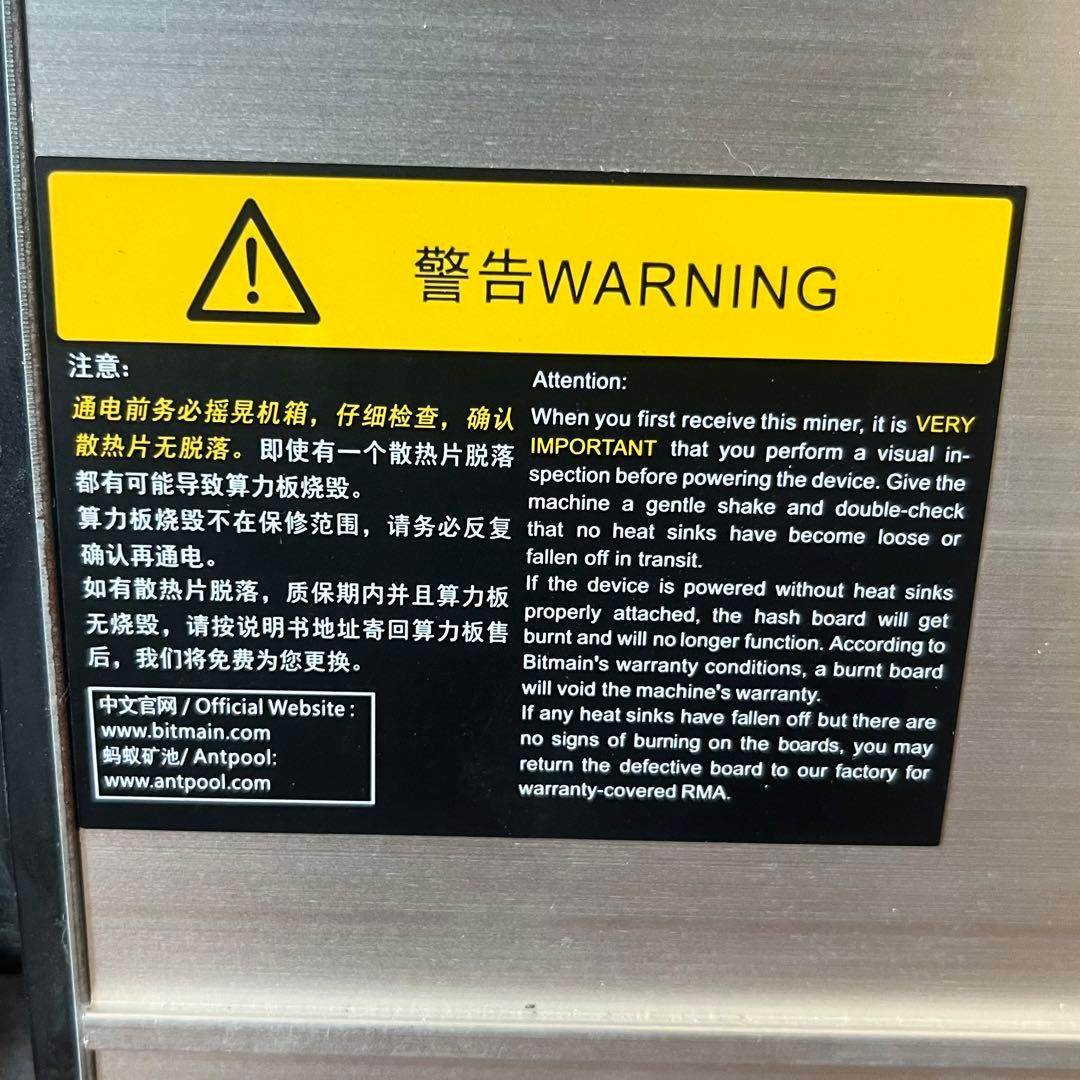 警告WARNING
注意:
通电前务必摇晃机箱，仔细检查，确认
散热片无脱落。即使有一个散热片脱落
都有可能导致算力板烧毁。
算力板烧毁不在保修范围，请务必反复
确认再通电。
如有散热片脱落，质保期内并且算力板
无烧毁，请按说明书地址寄回算力板售
后，我们将免费为您更换。
中文官网 / Official Website :
www.bitmain.com
蚂蚁矿池/ Antpool:
www.antpool.com
Attention:
When you first receive this miner, it is VERY
IMPORTANT that you perform a visual in-
spection before powering the device. Give the
machine a gentle shake and double-check
that no heat sinks have become loose or
fallen off in transit.
If the device is powered without heat sinks
properly attached, the hash board will get
burnt and will no longer function. According to
Bitmain's warranty conditions, a burnt board
will void the machine's warranty.
If any heat sinks have fallen off but there are
no signs of burning on the boards, you may
return the defective board to our factory for
warranty-covered RMA.